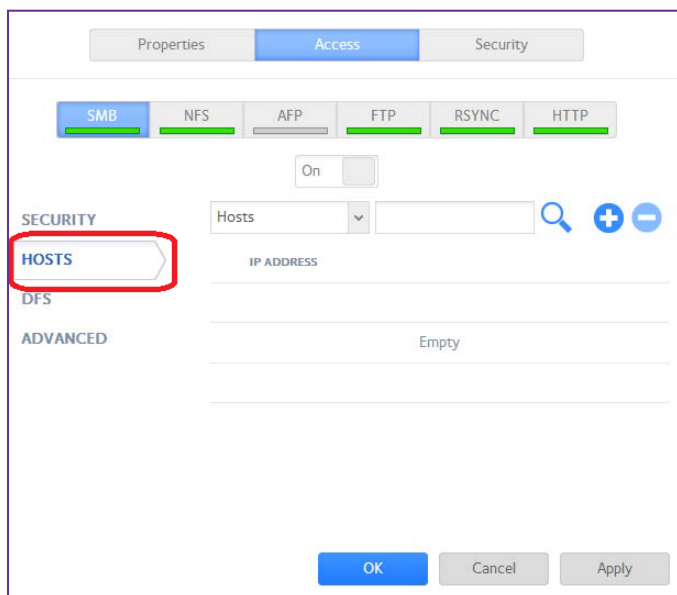 Properties Access Security
SMB NFS AFP FTP RSYNC HTTP
On
SECURITY
Hosts
HOSTS
IP ADDRESS
DFS
ADVANCED
Empty
OK Cancel Apply